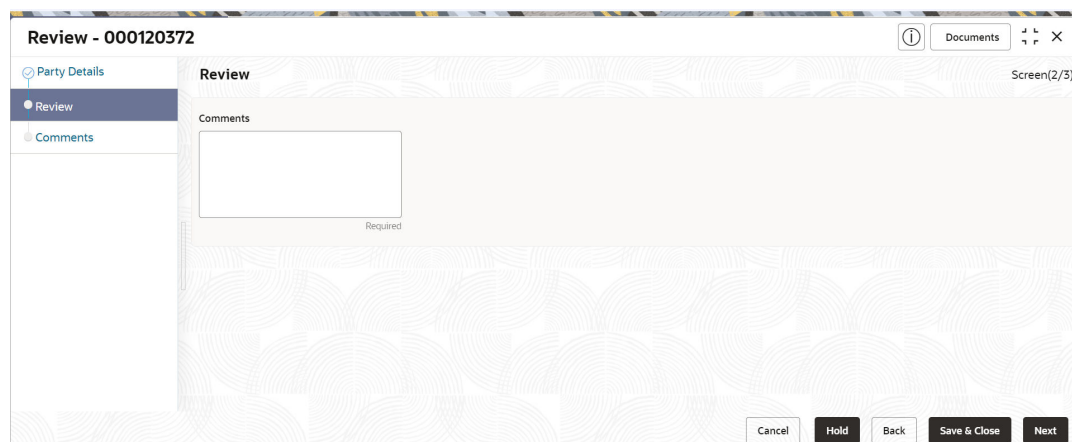 Review - 000120372
Documents
Party Details
Review
Comments
Review
Screen(2/3)
Comments
Required
Cancel
Hold
Back
Save & Close
Next